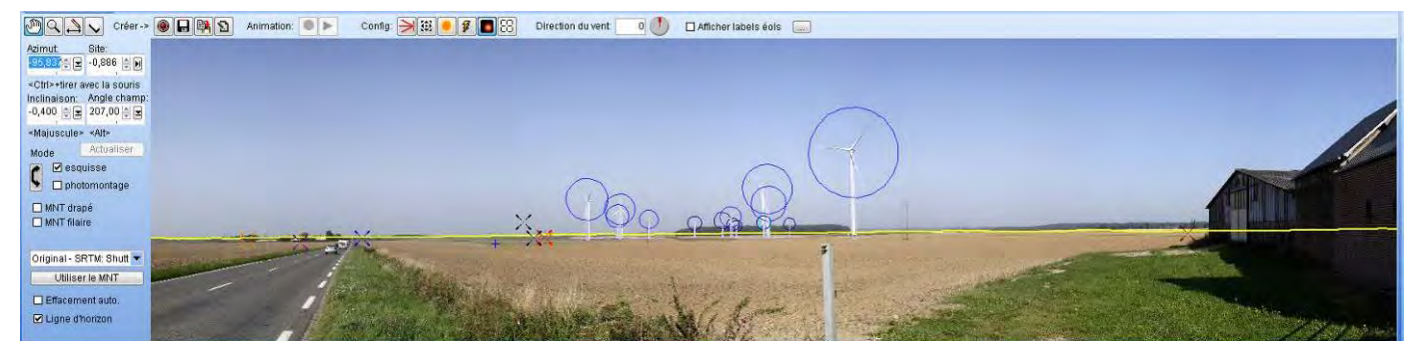 Créer-> Animation: Config: Direction du vent: 0 Afficher labels éols ...
Azimut: Site:
-95,837 -0,886
<Ctrl>+tirer avec la souris
Inclinaison: Angle champ:
-0,400 207,00
<Majuscule> <Alt>
Mode Actualiser
esquisse
photomontage
MNT drapé
MNT filaire
Original - SRTM: Shutt
Utiliser le MNT
Effacement auto.
Ligne d'horizon